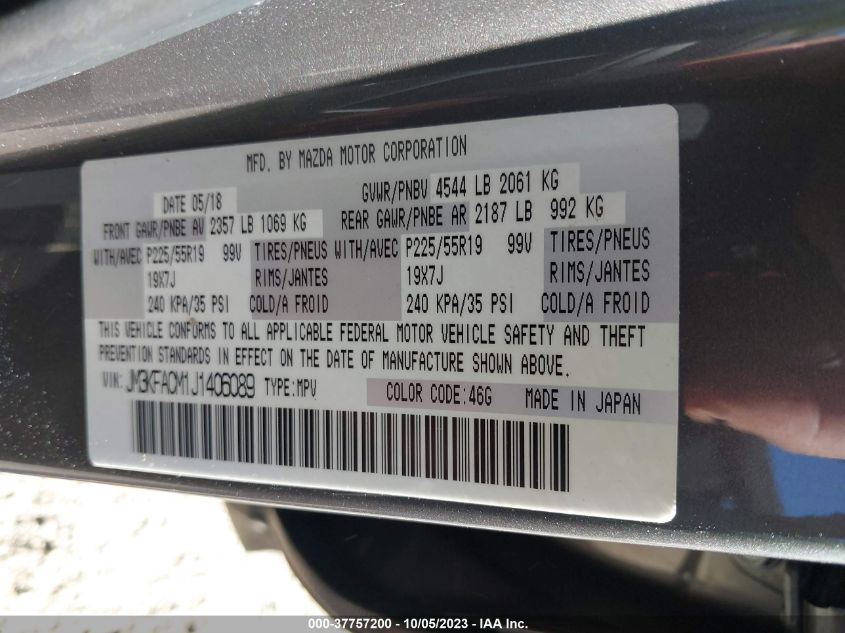 MFD. BY MAZDA MOTOR CORPORATION
DATE 05/18 GVWR/PNBV 4544 LB 2061 KG
FRONT GAWR/PNBE AV 2357 LB 1069 KG REAR GAWR/PNBE AR 2187 LB 992 KG
WITH/AVEC P225/55R19 99V TIRES/PNEUS WITH/AVEC P225/55R19 99V TIRES/PNEUS
19X7J RIMS/JANTES 19X7J RIMS/JANTES
240 KPA/35 PSI COLD/A FROID 240 KPA/35 PSI COLD/A FROID
THIS VEHICLE CONFORMS TO ALL APPLICABLE FEDERAL MOTOR VEHICLE SAFETY AND THEFT
PREVENTION STANDARDS IN EFFECT ON THE DATE OF MANUFACTURE SHOWN ABOVE.
VIN: JM3KFACM1J1406089 TYPE:MPV COLOR CODE:46G MADE IN JAPAN
000-37757200 - 10/05/2023 - IAA Inc.